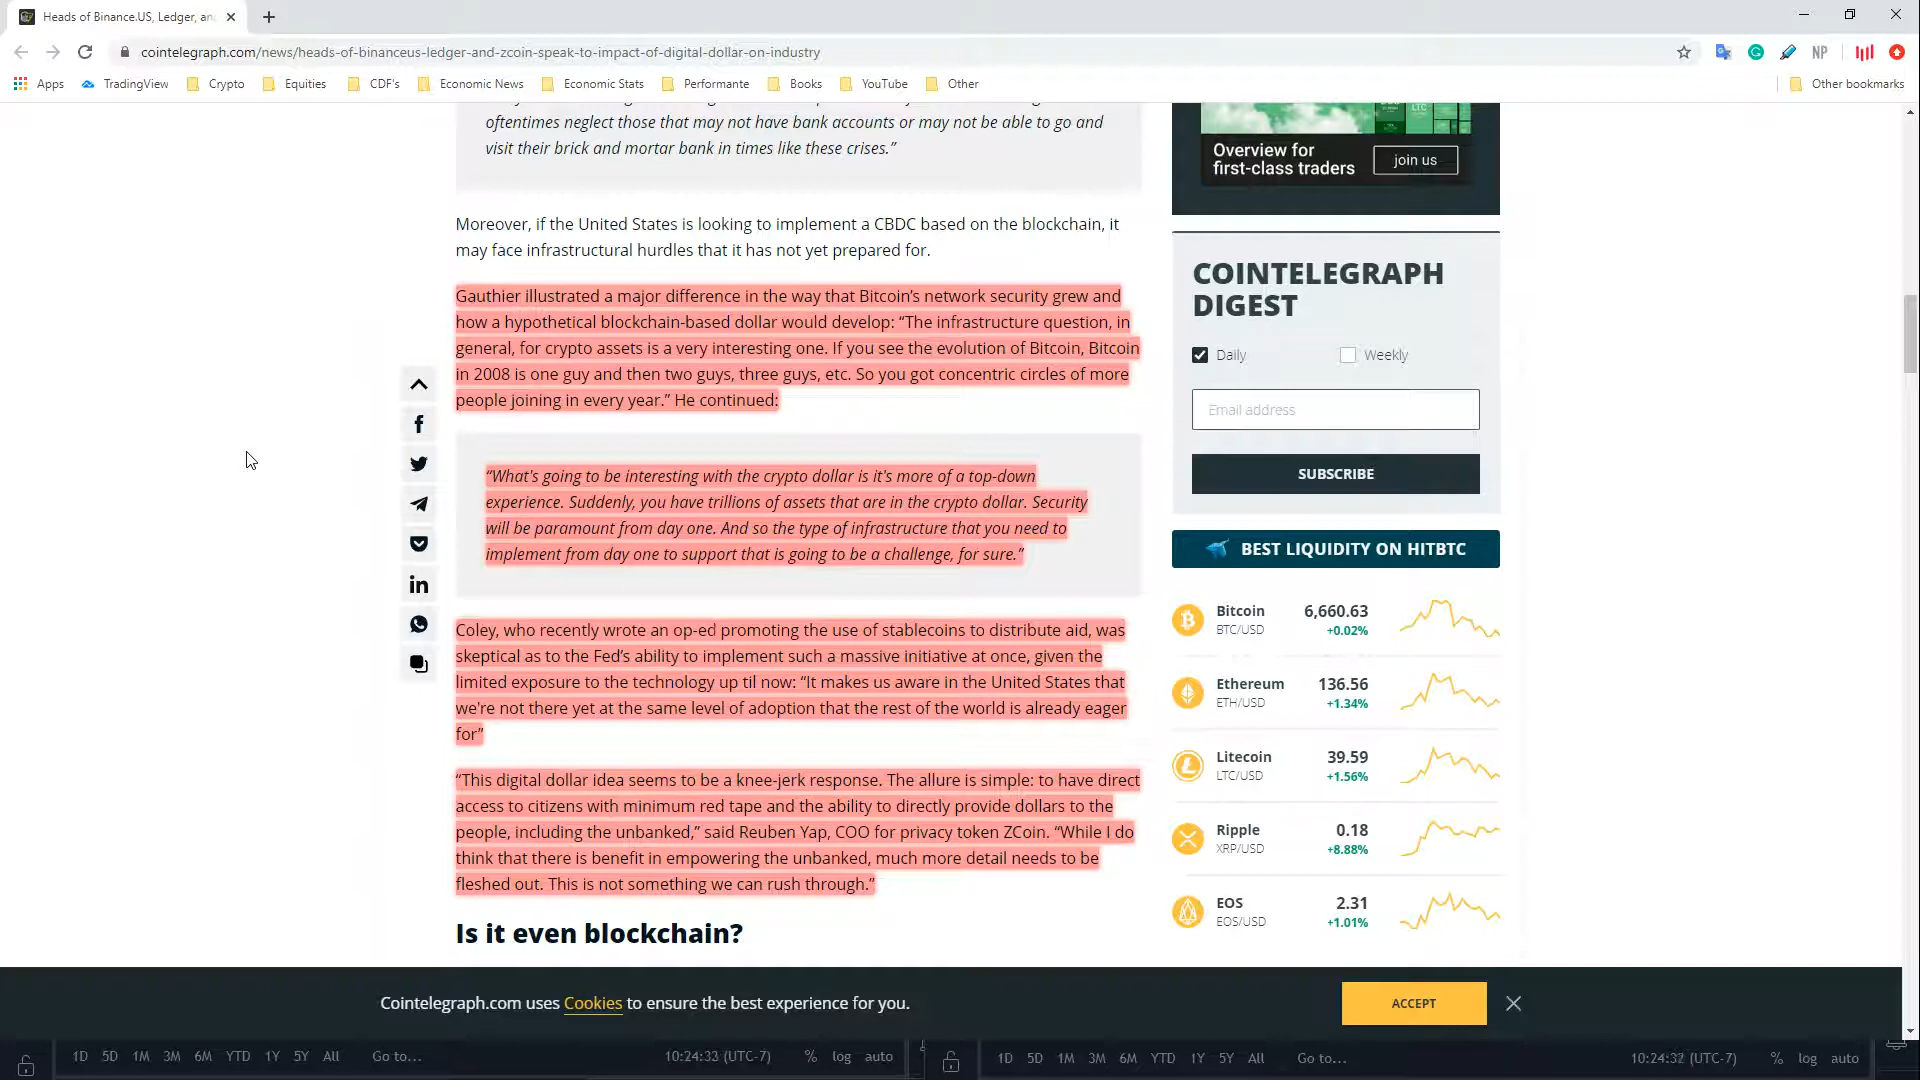 Heads of Binance.US, Ledger, an
cointelegraph.com/news/heads-of-binanceus-ledger-and-zcoin-speak-to-impact-of-digital-dollar-on-industry
NP
Apps
TradingView
Crypto
Equities
CDF's
Economic News
Economic Stats
Performante
Books
YouTube
Other
Other bookmarks
oftentimes neglect those that may not have bank accounts or may not be able to go and
visit their brick and mortar bank in times like these crises.”
Moreover, if the United States is looking to implement a CBDC based on the blockchain, it
may face infrastructural hurdles that it has not yet prepared for.
Gauthier illustrated a major difference in the way that Bitcoin’s network security grew and
how a hypothetical blockchain-based dollar would develop: “The infrastructure question, in
general, for crypto assets is a very interesting one. If you see the evolution of Bitcoin, Bitcoin
in 2008 is one guy and then two guys, three guys, etc. So you got concentric circles of more
people joining in every year.” He continued:
“What's going to be interesting with the crypto dollar is it's more of a top-down
experience. Suddenly, you have trillions of assets that are in the crypto dollar. Security
will be paramount from day one. And so the type of infrastructure that you need to
implement from day one to support that is going to be a challenge, for sure.”
Coley, who recently wrote an op-ed promoting the use of stablecoins to distribute aid, was
skeptical as to the Fed’s ability to implement such a massive initiative at once, given the
limited exposure to the technology up til now: “It makes us aware in the United States that
we're not there yet at the same level of adoption that the rest of the world is already eager
for”
“This digital dollar idea seems to be a knee-jerk response. The allure is simple: to have direct
access to citizens with minimum red tape and the ability to directly provide dollars to the
people, including the unbanked,” said Reuben Yap, COO for privacy token ZCoin. “While I do
think that there is benefit in empowering the unbanked, much more detail needs to be
fleshed out. This is not something we can rush through.”
Is it even blockchain?
LTC
Overview for
first-class traders
join us
COINTELEGRAPH
DIGEST
Daily
Weekly
Email address
SUBSCRIBE
BEST LIQUIDITY ON HITBTC
Bitcoin 6,660.63
BTC/USD +0.02%
Ethereum 136.56
ETH/USD +1.34%
Litecoin 39.59
LTC/USD +1.56%
Ripple 0.18
XRP/USD +8.88%
EOS 2.31
EOS/USD +1.01%
Cointelegraph.com uses Cookies to ensure the best experience for you.
ACCEPT
1D 5D 1M 3M 6M YTD 1Y 5Y All Go to... 10:24:33 (UTC-7) % log auto
1D 5D 1M 3M 6M YTD 1Y 5Y All Go to... 10:24:32 (UTC-7) % log auto